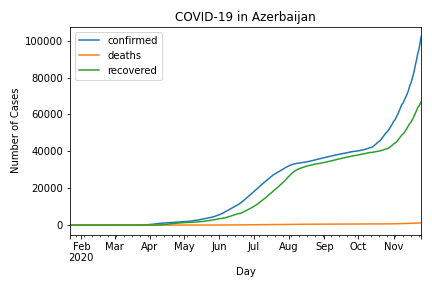 COVID-19 in Azerbaijan
confirmed
deaths
recovered
Number of Cases
100000
80000
60000
40000
20000
0
Feb Mar Apr May Jun Jul Aug Sep Oct Nov
2020
Day